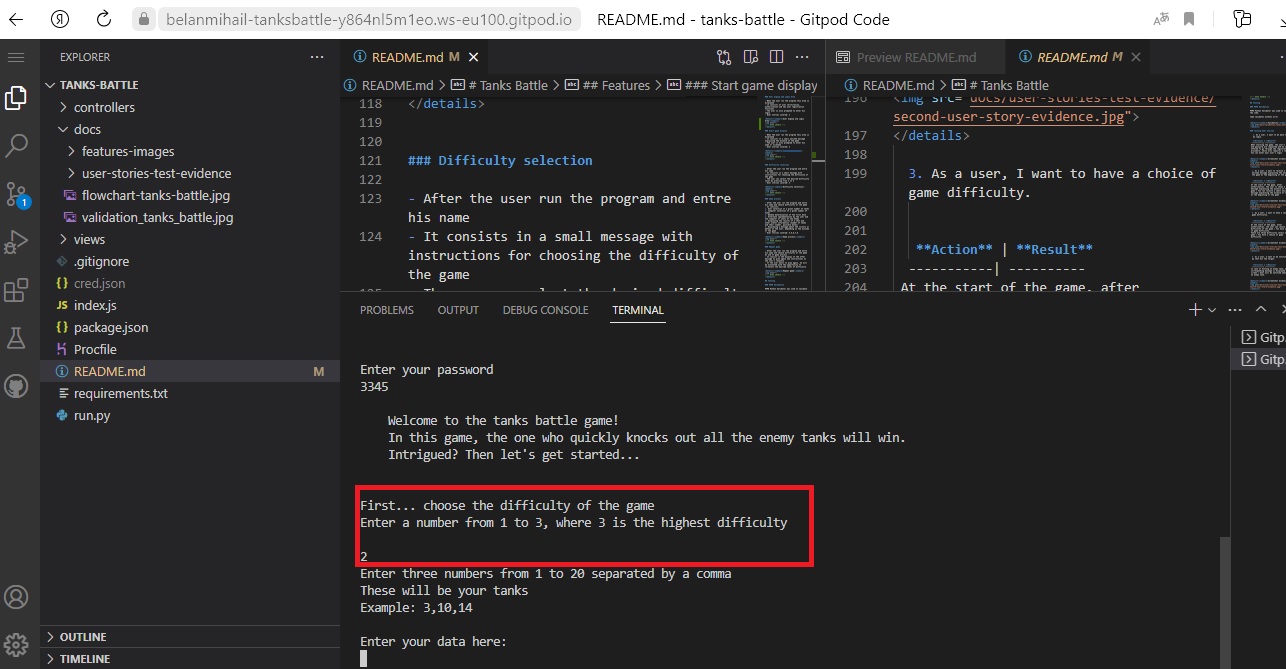 belanmihail-tanksbattle-y864nl5m1eo.ws-eu100.gitpod.io
README.md - tanks-battle - Gitpod Code
EXPLORER
TANKS-BATTLE
controllers
docs
features-images
user-stories-test-evidence
flowchart-tanks-battle.jpg
validation_tanks_battle.jpg
views
.gitignore
cred.json
index.js
package.json
Procfile
README.md M
requirements.txt
run.py
OUTLINE
TIMELINE
1
README.md M
README.md > # Tanks Battle > ## Features > ### Start game display
118 </details>
119
120
121 ### Difficulty selection
122
123 - After the user run the program and entre
his name
124 - It consists in a small message with
instructions for choosing the difficulty of
the game
Preview README.md
README.md M
README.md > # Tanks Battle
196 <img src="docs/user-stories-test-evidence/
second-user-story-evidence.jpg">
197 </details>
198
199 3. As a user, I want to have a choice of
game difficulty.
200
201
202 **Action** | **Result**
203 ------------| ----------
204 At the start of the game, after
PROBLEMS
OUTPUT
DEBUG CONSOLE
TERMINAL
Gitp
Gitp
Enter your password
3345
Welcome to the tanks battle game!
In this game, the one who quickly knocks out all the enemy tanks will win.
Intrigued? Then let's get started...
First... choose the difficulty of the game
Enter a number from 1 to 3, where 3 is the highest difficulty
2
Enter three numbers from 1 to 20 separated by a comma
These will be your tanks
Example: 3,10,14
Enter your data here: